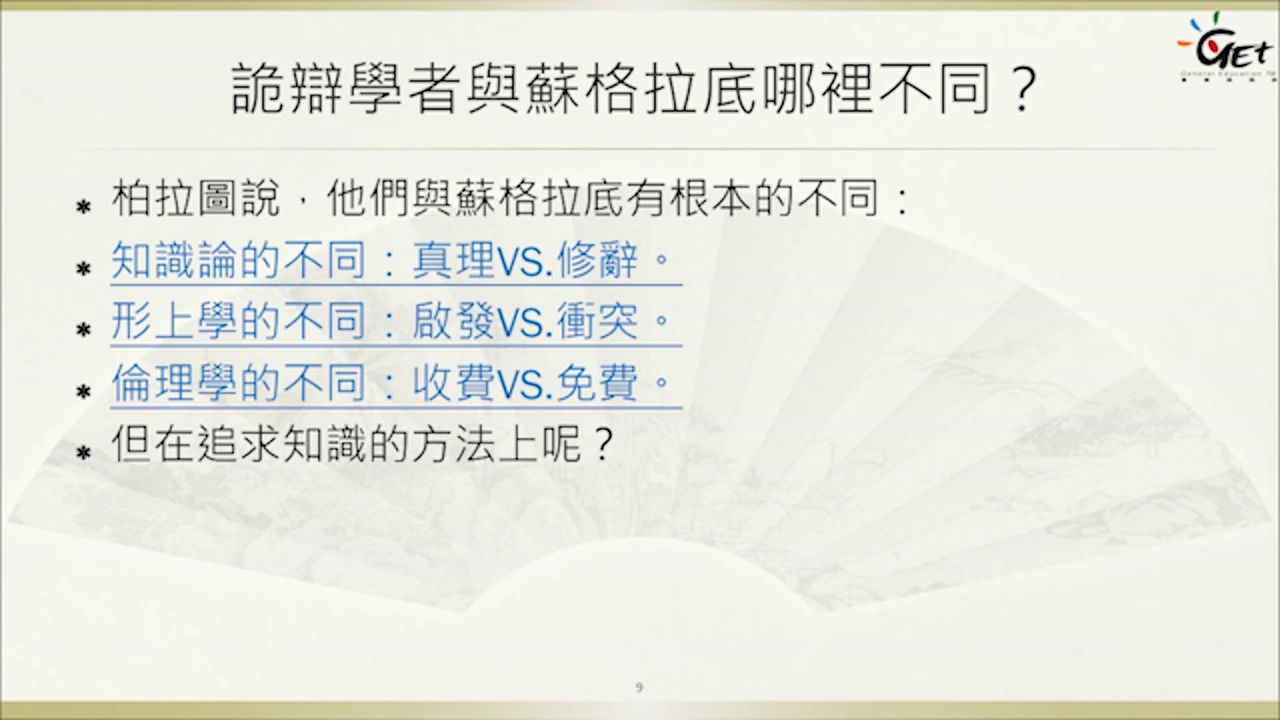 GET
General Education TV
詭辯學者與蘇格拉底哪裡不同？
* 柏拉圖說，他們與蘇格拉底有根本的不同：
* 知識論的不同：真理VS.修辭。
* 形上學的不同：啟發VS.衝突。
* 倫理學的不同：收費VS.免費。
* 但在追求知識的方法上呢？
9